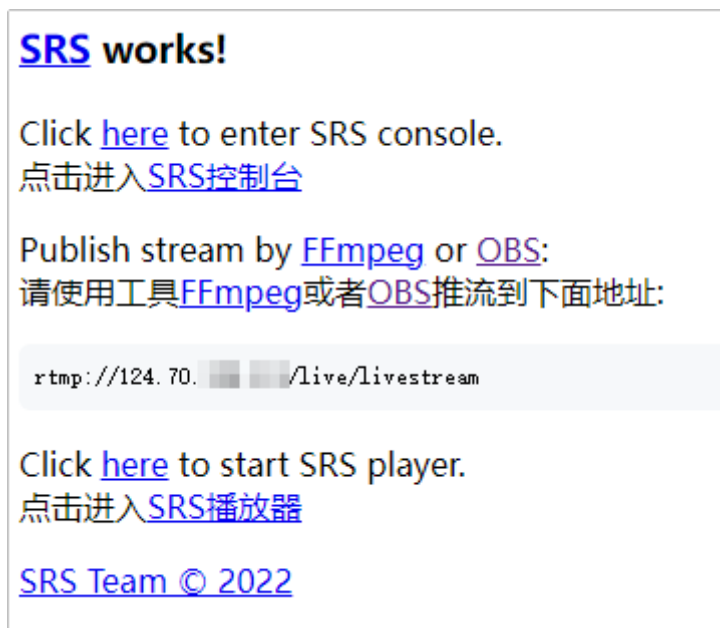 SRS works!
Click here to enter SRS console.
点击进入SRS控制台
Publish stream by FFmpeg or OBS:
请使用工具FFmpeg或者OBS推流到下面地址:
rtmp://124.70. /live/livestream
Click here to start SRS player.
点击进入SRS播放器
SRS Team © 2022